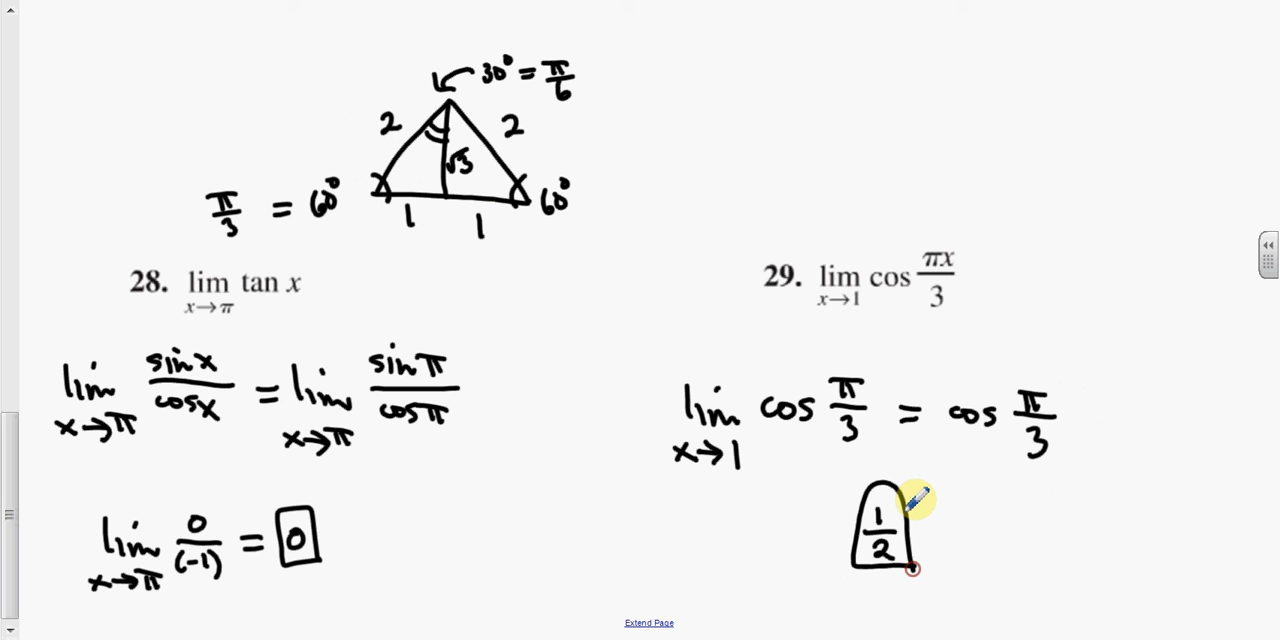 30° = π/6
2 2
√3
π/3 = 60° 60°
1 1
28. lim x→π tan x
29. lim x→1 cos πx/3
lim x→π sin x/cos x = lim x→π sin π/cos π
lim x→1 cos π/3 = cos π/3
lim x→π 0/(-1) = 0
1/2
Extend Page